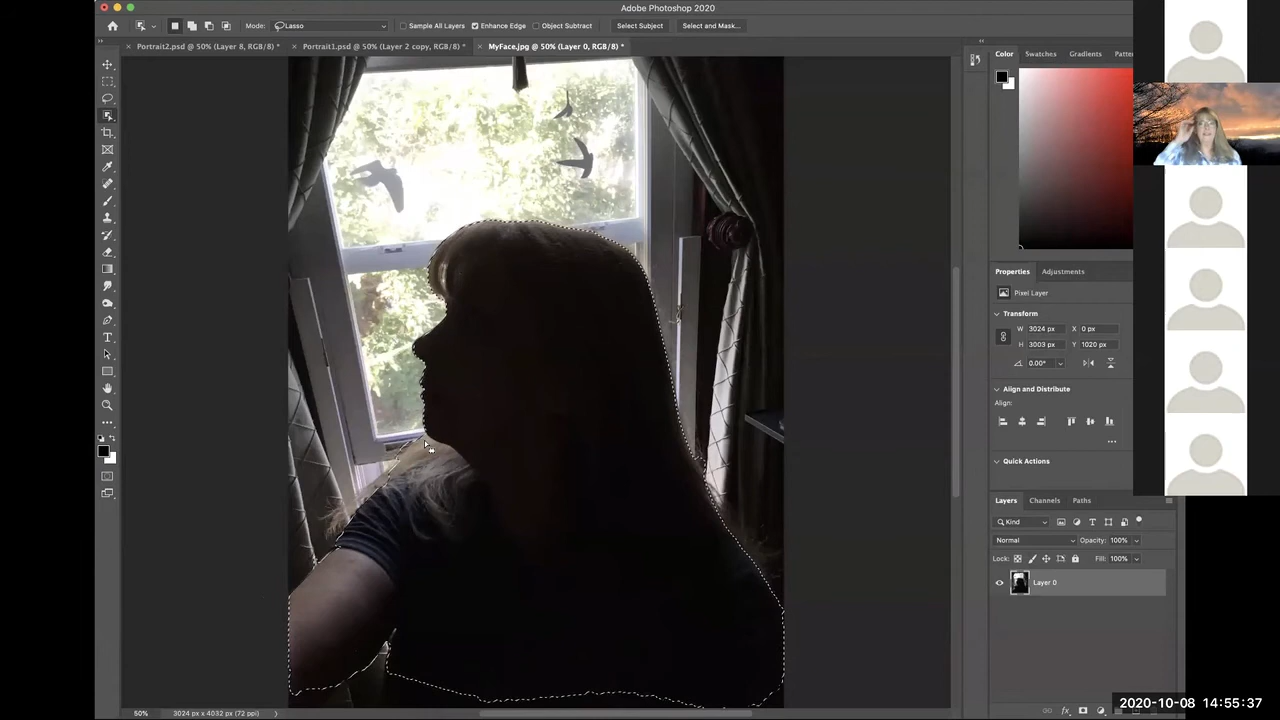 Adobe Photoshop 2020
Mode: Lasso Sample All Layers Enhance Edge Object Subtract Select Subject Select and Mask...
Portrait2.psd @ 50% (Layer 8, RGB/8) * Portrait1.psd @ 50% (Layer 2 copy, RGB/8) * MyFace.jpg @ 50% (Layer 0, RGB/8) *
Color Swatches Gradients Patter
Properties Adjustments
Pixel Layer
Transform
W 3024 px X 0 px
H 3003 px Y 1020 px
0.00°
Align and Distribute
Align:
Quick Actions
Layers Channels Paths
Kind
Normal Opacity: 100%
Lock: Fill: 100%
Layer 0
50% 3024 px x 4032 px (72 ppi)
2020-10-08 14:55:37